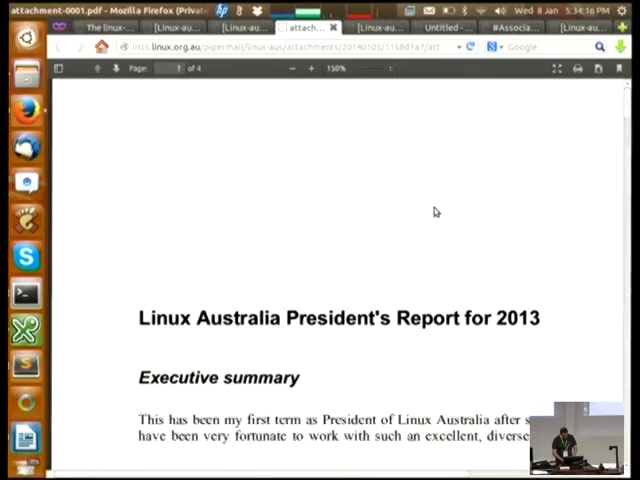 attachment-0001.pdf - Mozilla Firefox (Private
Wed 8 Jan 5:34:16 PM
The linux-...
[Linux-au...
[Linux-au...
attach...
[Linux-au...
Untitled -...
#Associa...
[Linux-au...
lists.linux.org.au/pipermail/linux-aus/attachments/20140105/1158d1a7/att
Google
Page: 1 of 4
150%
Linux Australia President's Report for 2013
Executive summary
This has been my first term as President of Linux Australia after s
have been very fortunate to work with such an excellent, diverse